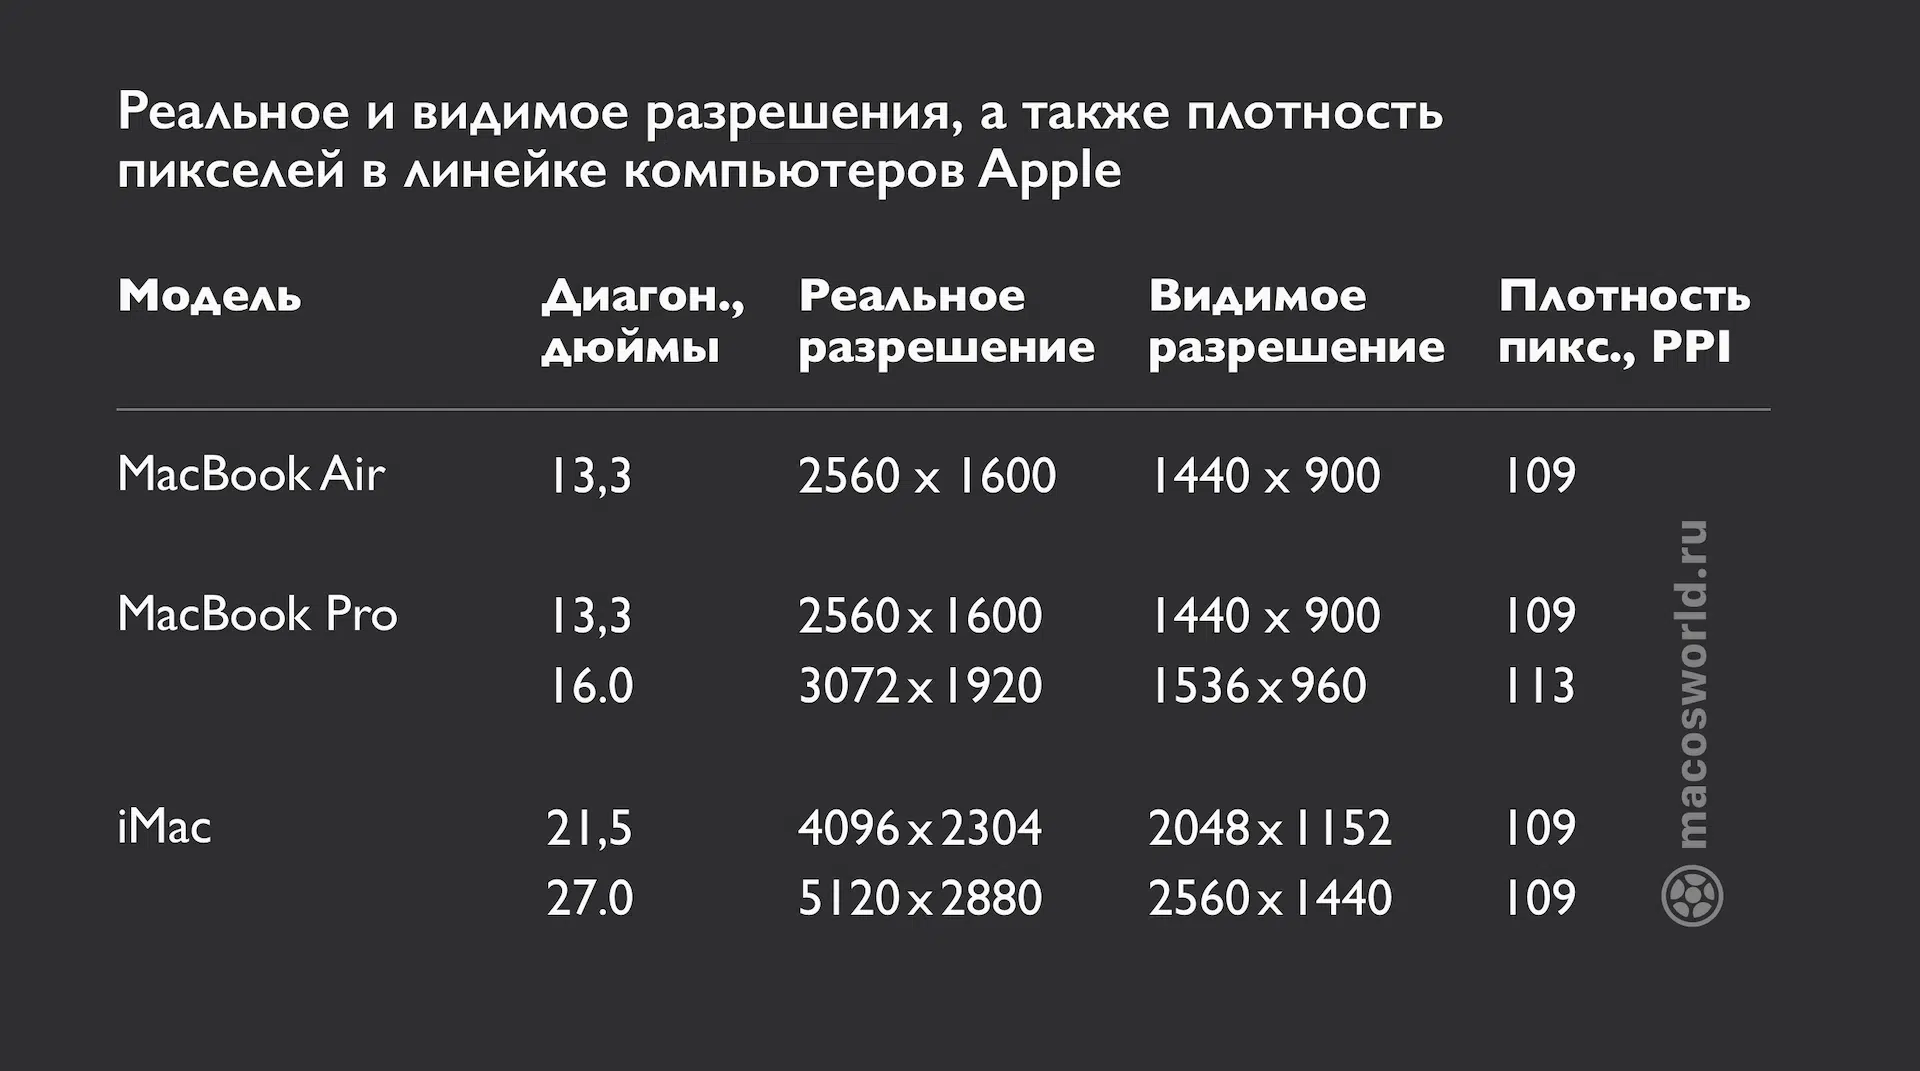 Реальное и видимое разрешения, а также плотность
пикселей в линейке компьютеров Apple
Модель Диагон., Реальное Видимое Плотность
дюймы разрешение разрешение пикс., PPI
MacBook Air 13,3 2560 x 1600 1440 x 900 109
MacBook Pro 13,3 2560 x 1600 1440 x 900 109
16.0 3072 x 1920 1536 x 960 113
iMac 21,5 4096 x 2304 2048 x 1152 109
27.0 5120 x 2880 2560 x 1440 109
macosworld.ru